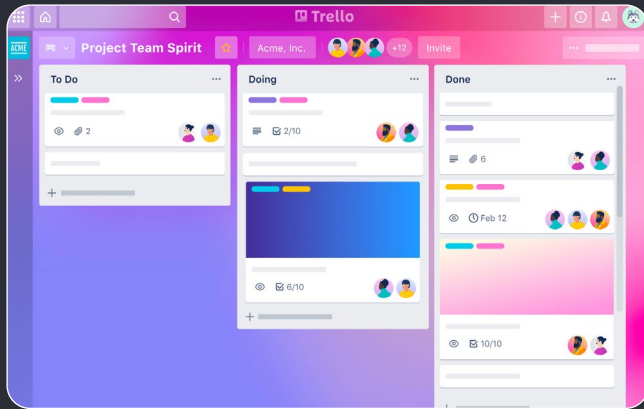 Trello
ACME
Project Team Spirit
Acme, Inc.
+12
Invite
To Do
2
Doing
2/10
6/10
Done
6
Feb 12
10/10